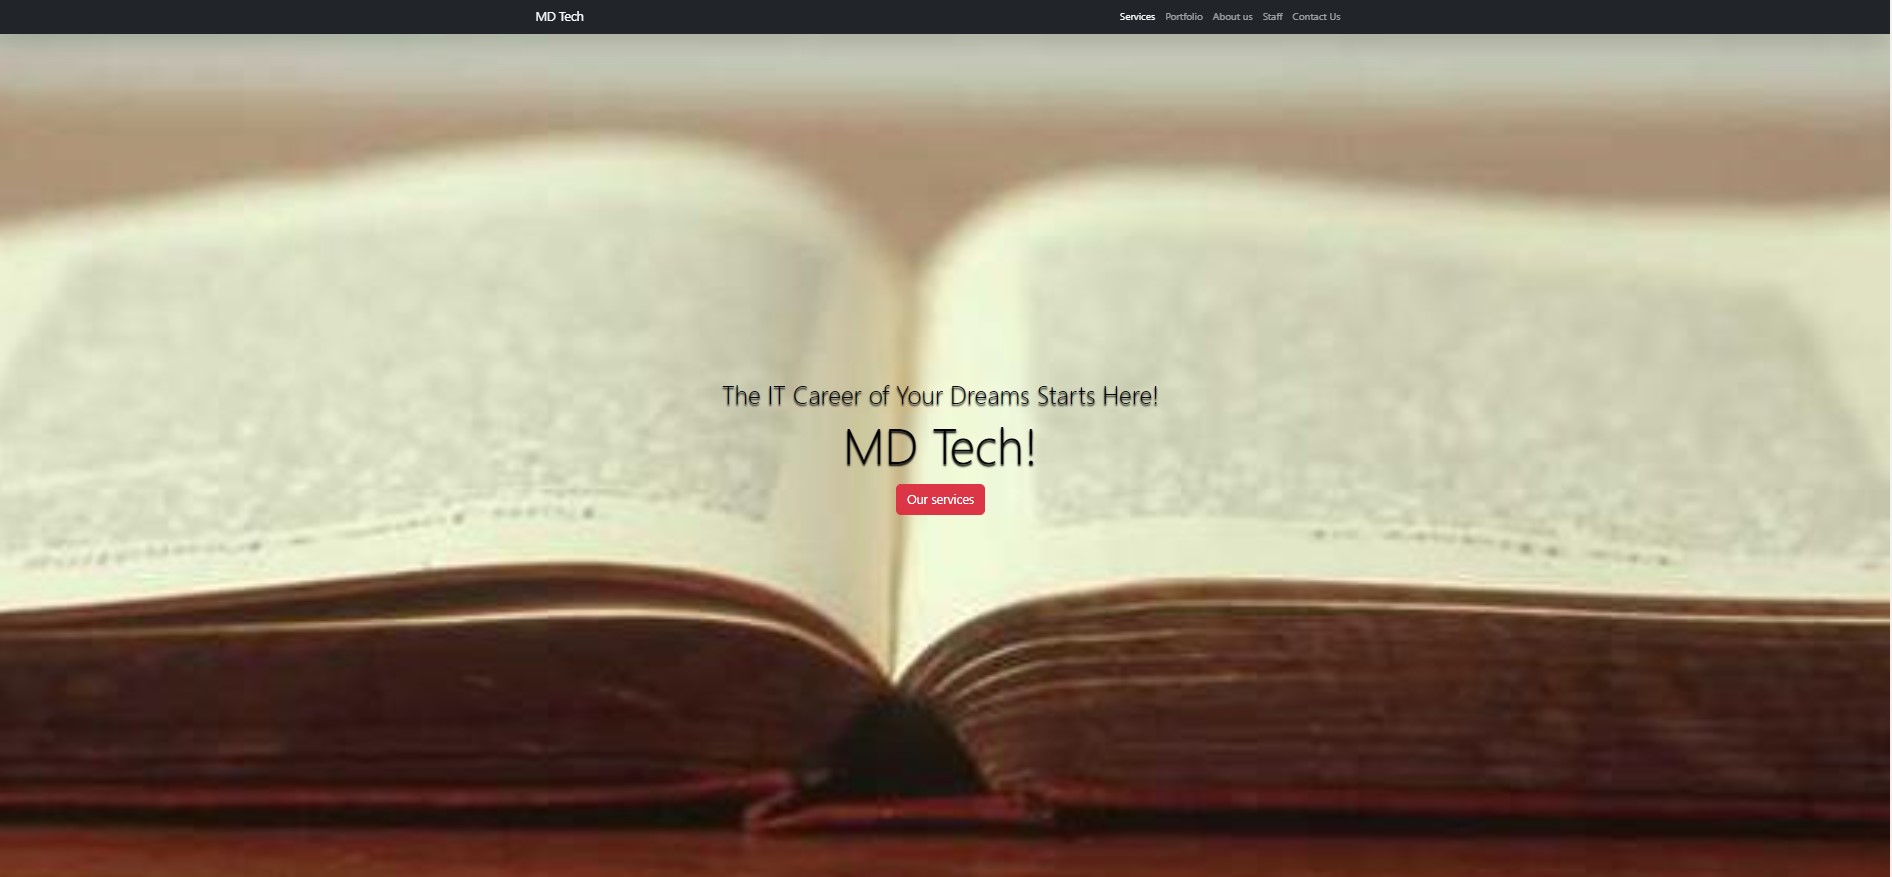 MD Tech
Services Portfolio About us Staff Contact Us
The IT Career of Your Dreams Starts Here!
MD Tech!
Our services